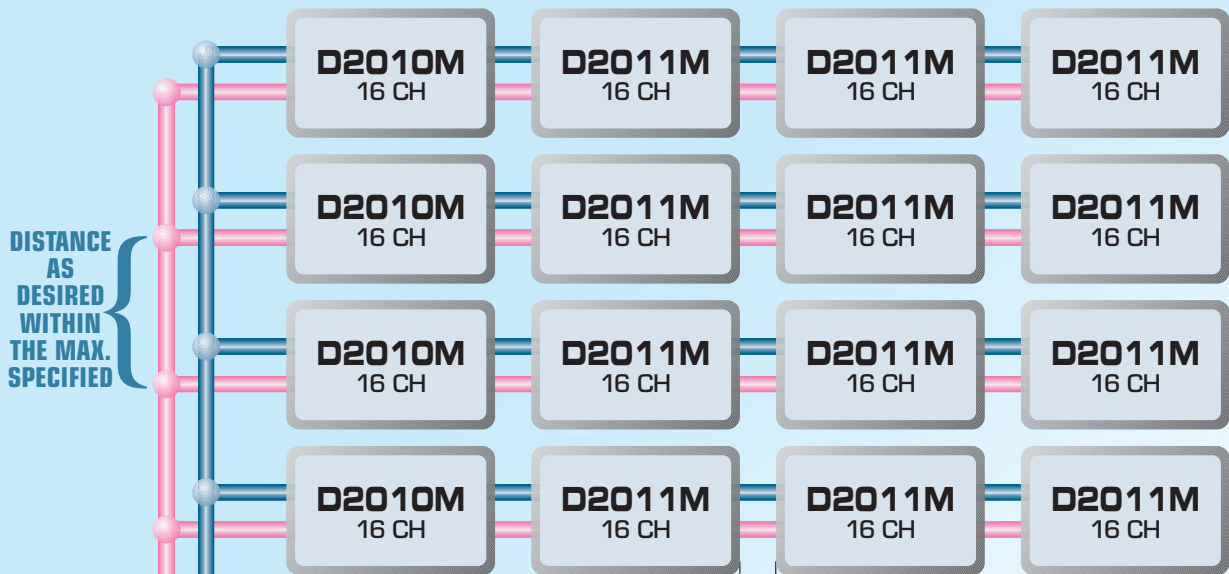 D2010M
16 CH
D2011M
16 CH
D2011M
16 CH
D2011M
16 CH
D2010M
16 CH
D2011M
16 CH
D2011M
16 CH
D2011M
16 CH
DISTANCE
AS
DESIRED
WITHIN
THE MAX.
SPECIFIED
D2010M
16 CH
D2011M
16 CH
D2011M
16 CH
D2011M
16 CH
D2010M
16 CH
D2011M
16 CH
D2011M
16 CH
D2011M
16 CH